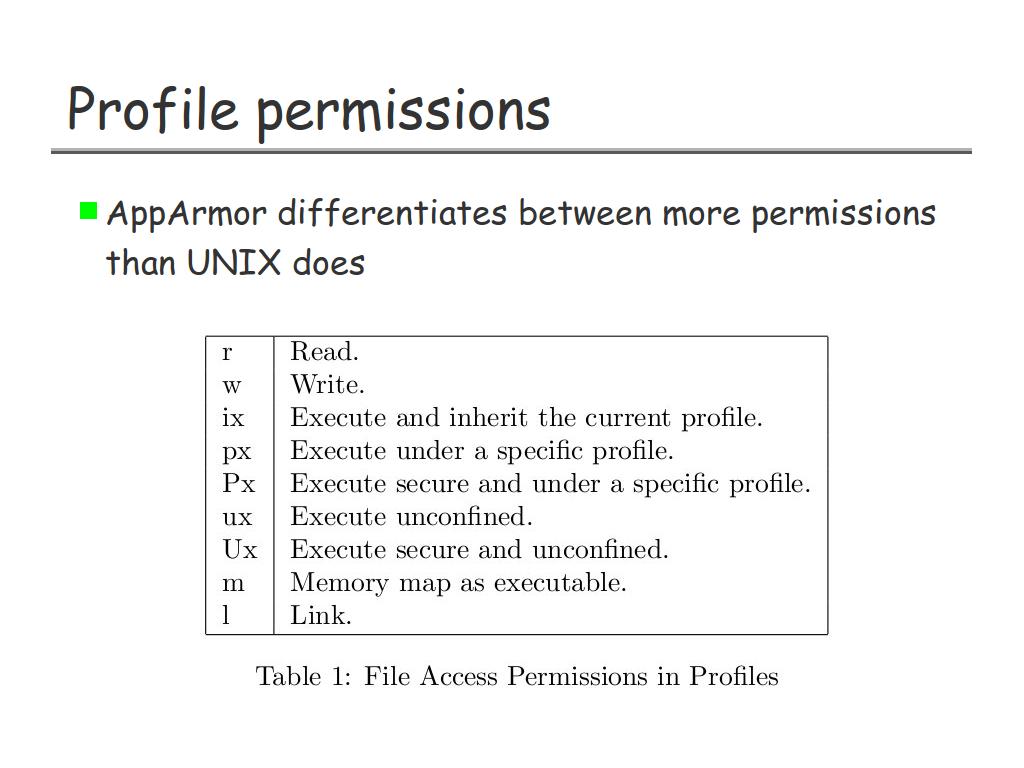 Profile permissions
AppArmor differentiates between more permissions
than UNIX does
r Read.
w Write.
ix Execute and inherit the current profile.
px Execute under a specific profile.
Px Execute secure and under a specific profile.
ux Execute unconfined.
Ux Execute secure and unconfined.
m Memory map as executable.
l Link.
Table 1: File Access Permissions in Profiles